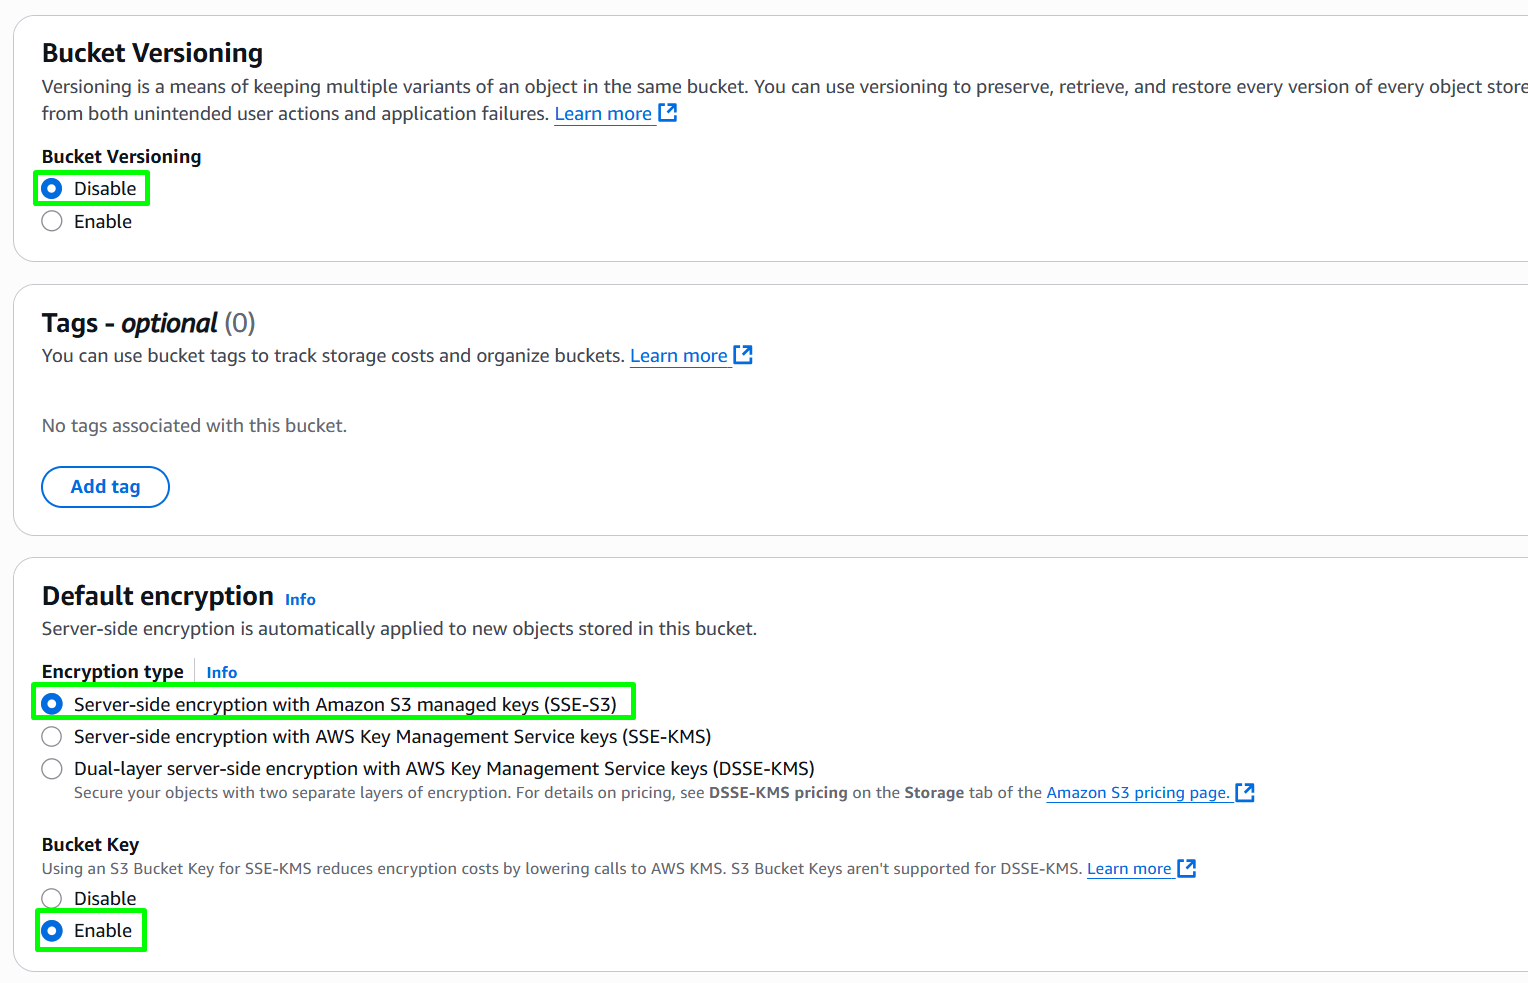 Bucket Versioning
Versioning is a means of keeping multiple variants of an object in the same bucket. You can use versioning to preserve, retrieve, and restore every version of every object store
from both unintended user actions and application failures. Learn more
Bucket Versioning
Disable
Enable
Tags - optional (0)
You can use bucket tags to track storage costs and organize buckets. Learn more
No tags associated with this bucket.
Add tag
Default encryption Info
Server-side encryption is automatically applied to new objects stored in this bucket.
Encryption type Info
Server-side encryption with Amazon S3 managed keys (SSE-S3)
Server-side encryption with AWS Key Management Service keys (SSE-KMS)
Dual-layer server-side encryption with AWS Key Management Service keys (DSSE-KMS)
Secure your objects with two separate layers of encryption. For details on pricing, see DSSE-KMS pricing on the Storage tab of the Amazon S3 pricing page.
Bucket Key
Using an S3 Bucket Key for SSE-KMS reduces encryption costs by lowering calls to AWS KMS. S3 Bucket Keys aren't supported for DSSE-KMS. Learn more
Disable
Enable